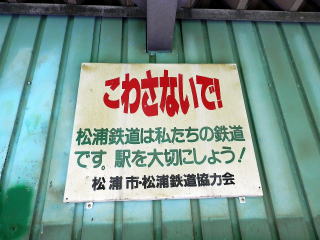 こわさないで!
松浦鉄道は私たちの鉄道
です。駅を大切にしよう!
松浦市・松浦鉄道協力会